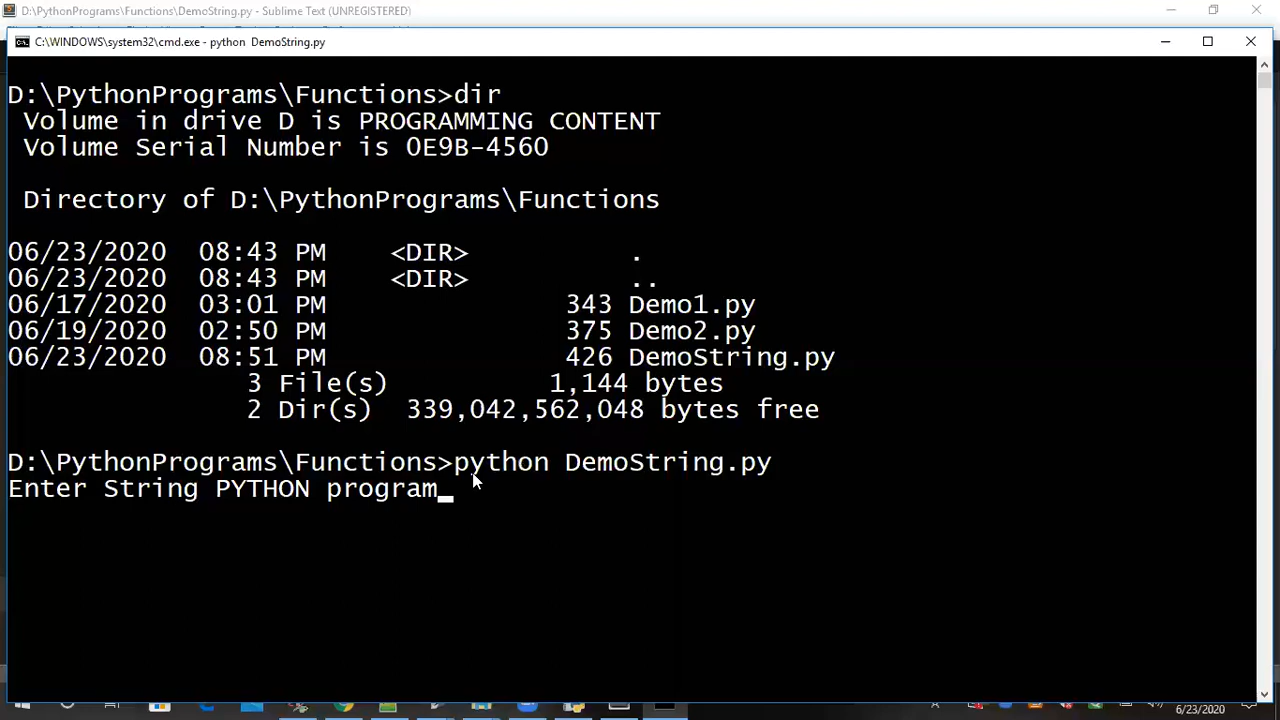 D:\PythonPrograms\Functions\DemoString.py - Sublime Text (UNREGISTERED)
C:\WINDOWS\system32\cmd.exe - python  DemoString.py
D:\PythonPrograms\Functions>dir
Volume in drive D is PROGRAMMING CONTENT
Volume Serial Number is 0E9B-4560
Directory of D:\PythonPrograms\Functions
06/23/2020  08:43 PM    <DIR>          .
06/23/2020  08:43 PM    <DIR>          ..
06/17/2020  03:01 PM               343 Demo1.py
06/19/2020  02:50 PM               375 Demo2.py
06/23/2020  08:51 PM               426 DemoString.py
3 File(s)          1,144 bytes
2 Dir(s)  339,042,562,048 bytes free
D:\PythonPrograms\Functions>python DemoString.py
Enter String PYTHON program_
6/23/2020